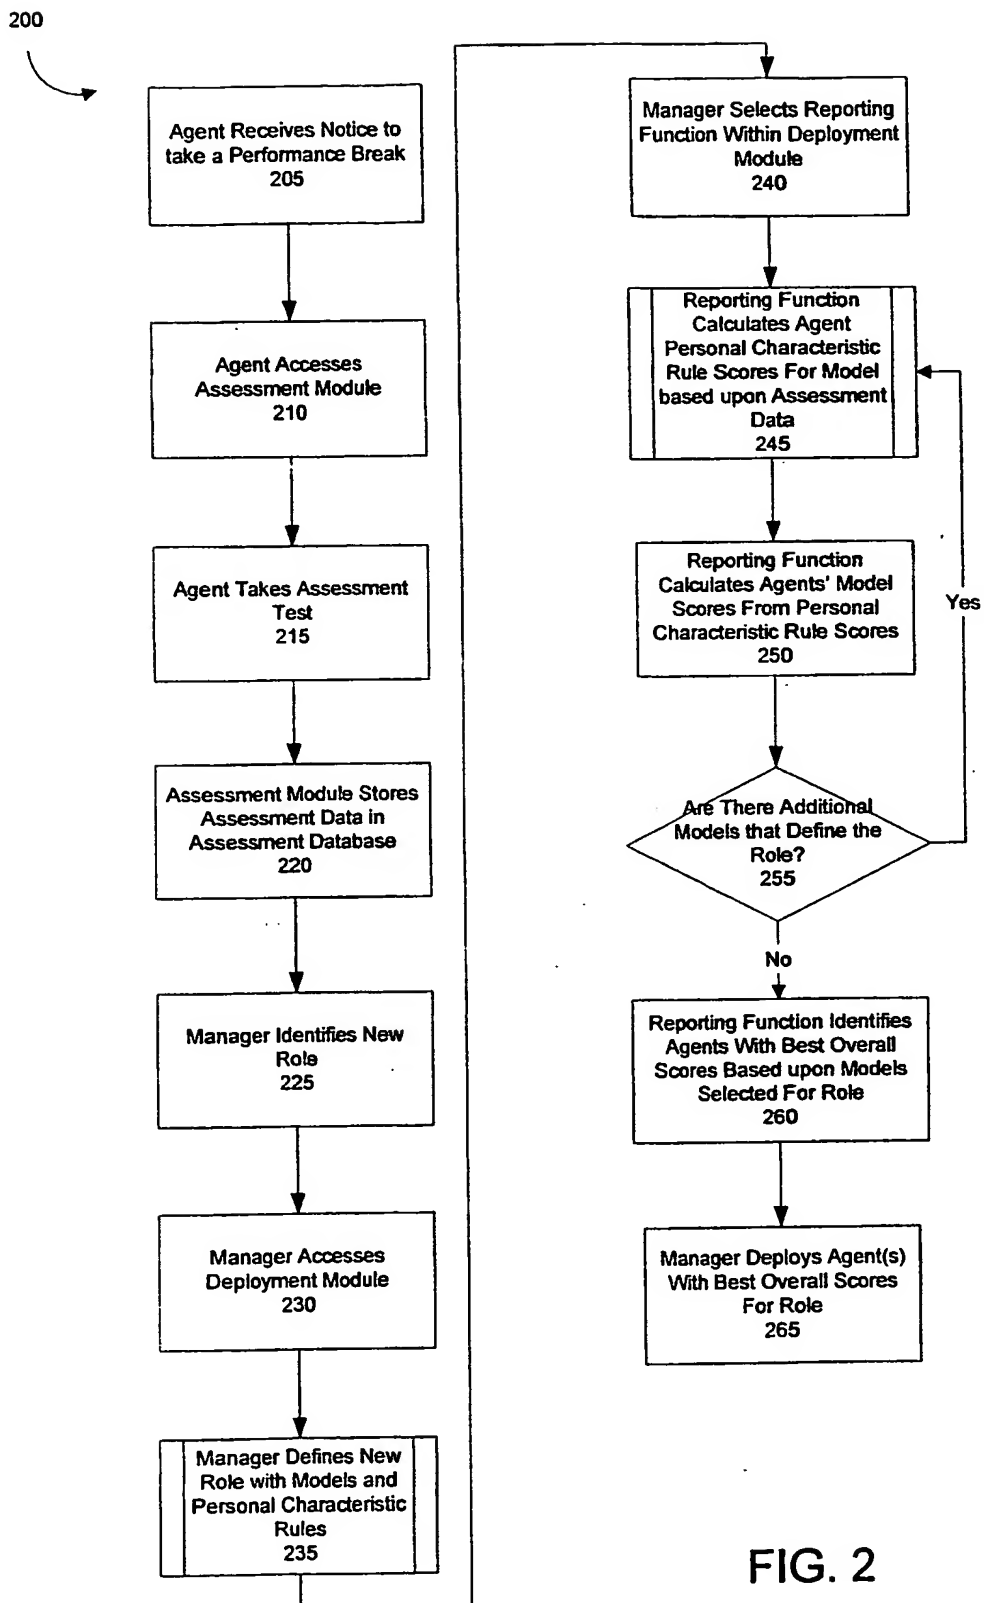 200
Agent Receives Notice to
take a Performance Break
205
Agent Accesses
Assessment Module
210
Agent Takes Assessment
Test
215
Assessment Module Stores
Assessment Data in
Assessment Database
220
Manager Identifies New
Role
225
Manager Accesses
Deployment Module
230
Manager Defines New
Role with Models and
Personal Characteristic
Rules
235
Manager Selects Reporting
Function Within Deployment
Module
240
Reporting Function
Calculates Agent
Personal Characteristic
Rule Scores For Model
based upon Assessment
Data
245
Reporting Function
Calculates Agents' Model
Scores From Personal
Characteristic Rule Scores
250
Yes
Are There Additional
Models that Define the
Role?
255
No
Reporting Function Identifies
Agents With Best Overall
Scores Based upon Models
Selected For Role
260
Manager Deploys Agent(s)
With Best Overall Scores
For Role
265
FIG. 2